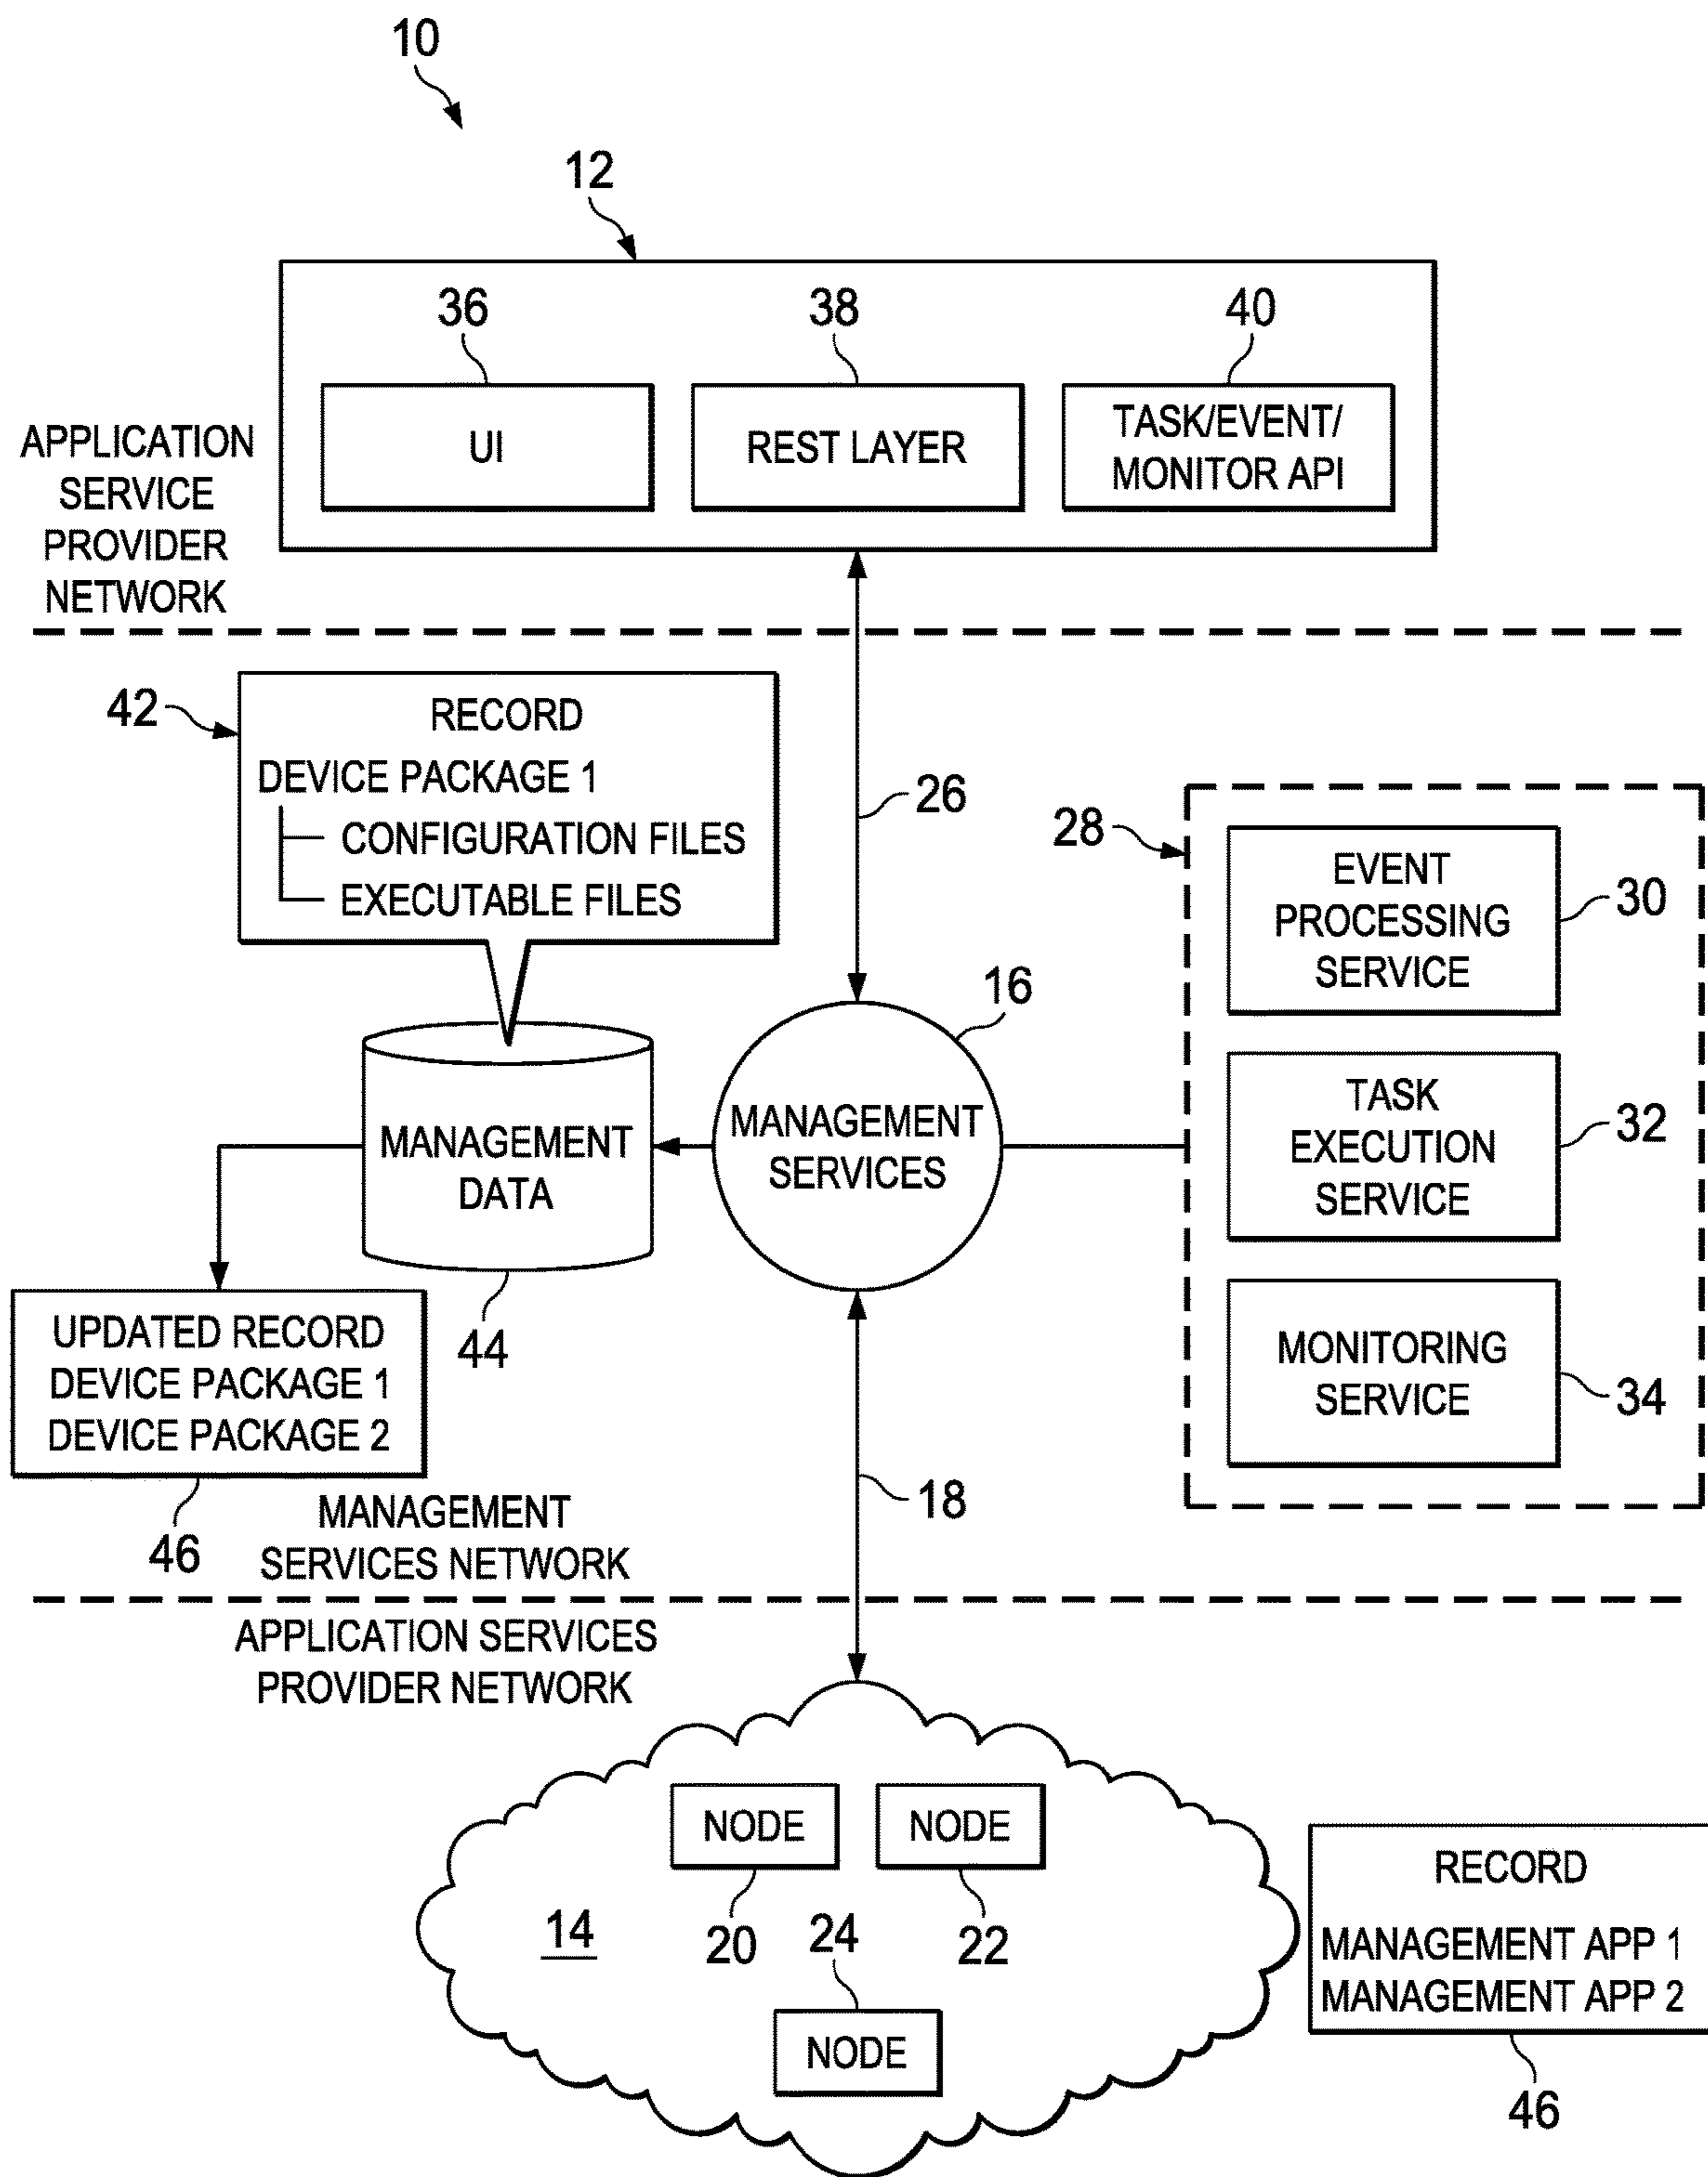 10
12
36
38
40
UI
REST LAYER
TASK/EVENT/
MONITOR API
APPLICATION
SERVICE
PROVIDER
NETWORK
42
RECORD
DEVICE PACKAGE 1
CONFIGURATION FILES
EXECUTABLE FILES
26
28
EVENT
PROCESSING
SERVICE
30
16
MANAGEMENT
SERVICES
MANAGEMENT
DATA
44
TASK
EXECUTION
SERVICE
32
UPDATED RECORD
DEVICE PACKAGE 1
DEVICE PACKAGE 2
46
MONITORING
SERVICE
34
18
MANAGEMENT
SERVICES NETWORK
APPLICATION SERVICES
PROVIDER NETWORK
NODE
NODE
20
22
14
24
NODE
RECORD
MANAGEMENT APP 1
MANAGEMENT APP 2
46